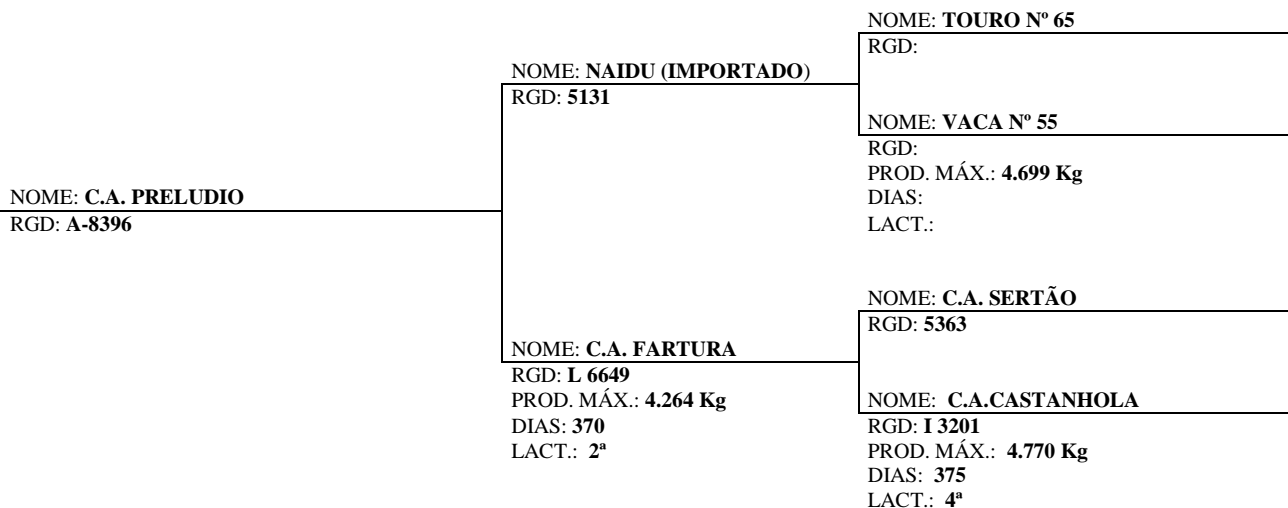 NOME: TOURO Nº 65
RGD:
NOME: NAIDU (IMPORTADO)
RGD: 5131
NOME: VACA Nº 55
RGD:
PROD. MÁX.: 4.699 Kg
DIAS:
LACT.:
NOME: C.A. PRELUDIO
RGD: A-8396
NOME: C.A. SERTÃO
RGD: 5363
NOME: C.A. FARTURA
RGD: L 6649
PROD. MÁX.: 4.264 Kg
DIAS: 370
LACT.: 2ª
NOME: C.A.CASTANHOLA
RGD: I 3201
PROD. MÁX.: 4.770 Kg
DIAS: 375
LACT.: 4ª